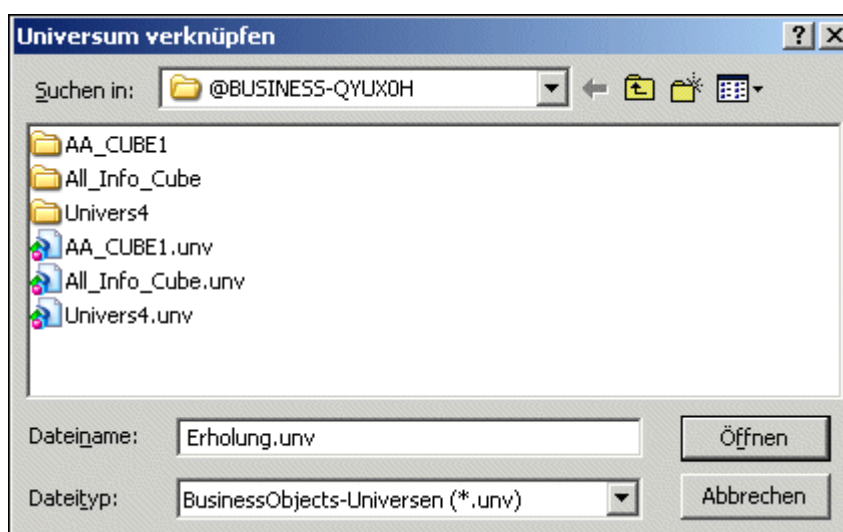 Universum verknüpfen
Suchen in: @BUSINESS-QYUX0H
AA_CUBE1
All_Info_Cube
Univers4
AA_CUBE1.unv
All_Info_Cube.unv
Univers4.unv
Dateiname: Erholung.unv Öffnen
Dateityp: BusinessObjects-Universen (*.unv) Abbrechen